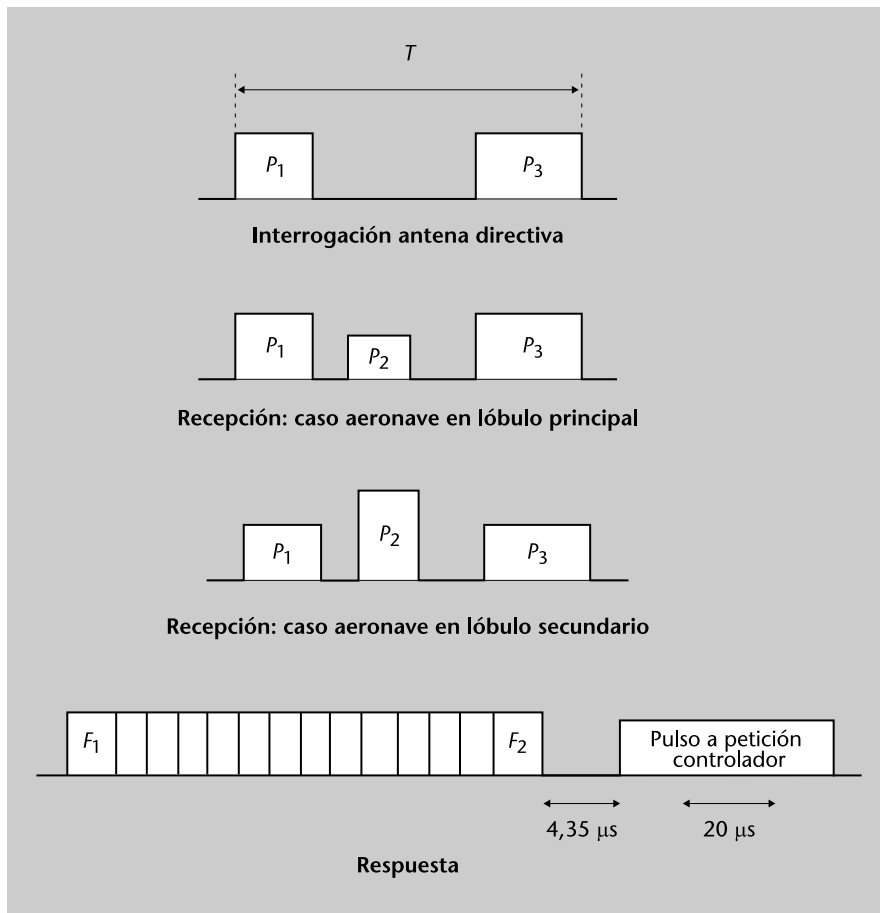 T
P1 P3
Interrogación antena directiva
P1 P2 P3
Recepción: caso aeronave en lóbulo principal
P1 P2 P3
Recepción: caso aeronave en lóbulo secundario
F1 F2 Pulso a petición
controlador
4,35 μs 20 μs
Respuesta